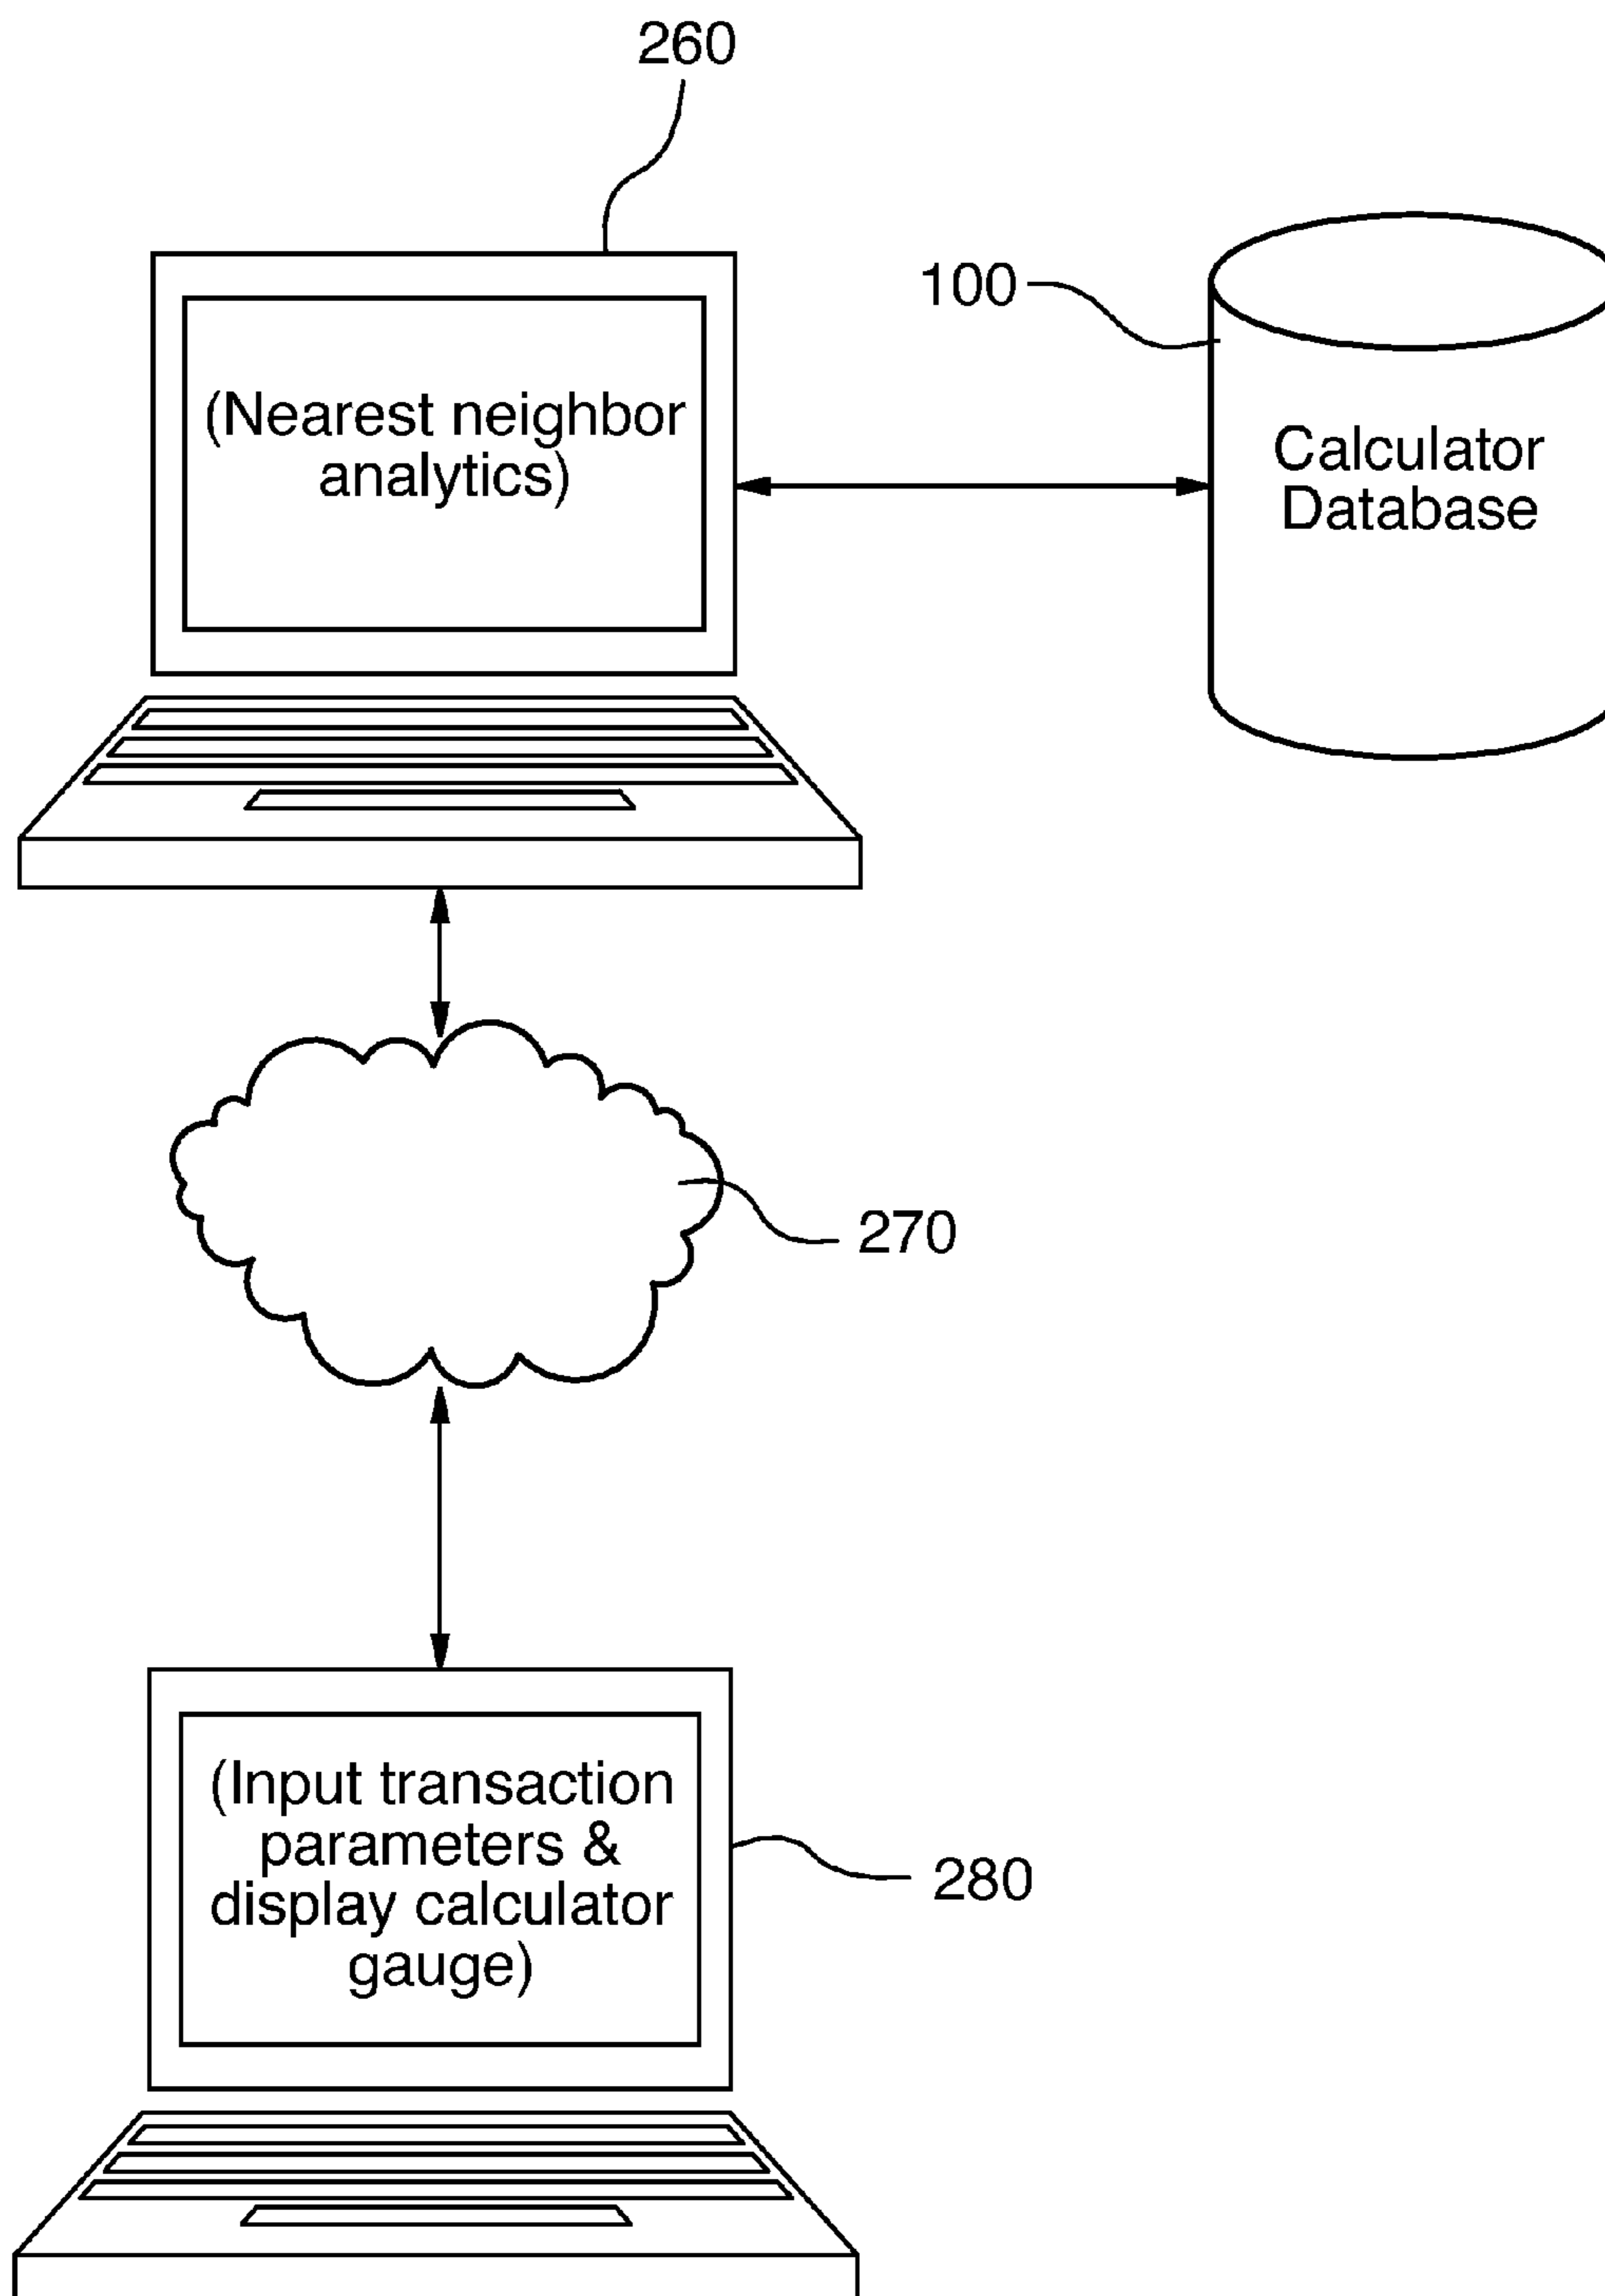 260
100
(Nearest neighbor
analytics)
Calculator
Database
270
(Input transaction
parameters &
display calculator
gauge)
280